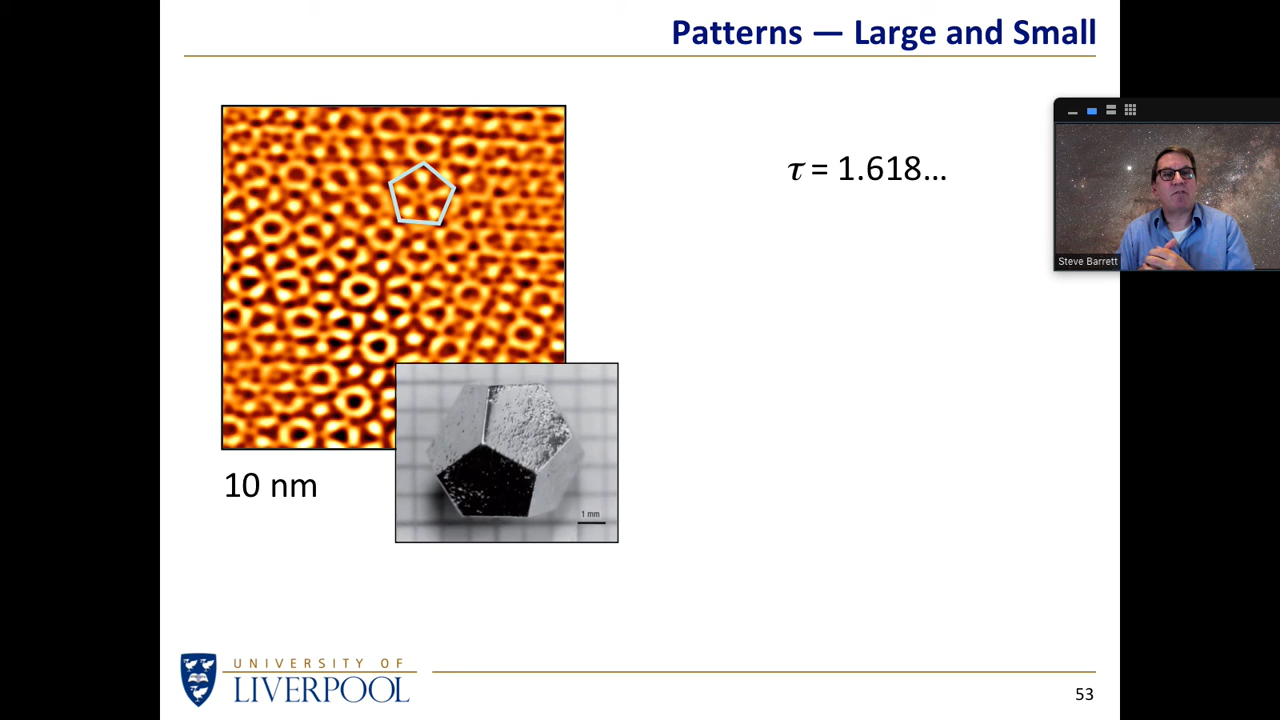 Patterns — Large and Small
τ = 1.618...
Steve Barrett
1 mm
10 nm
UNIVERSITY OF
LIVERPOOL
53